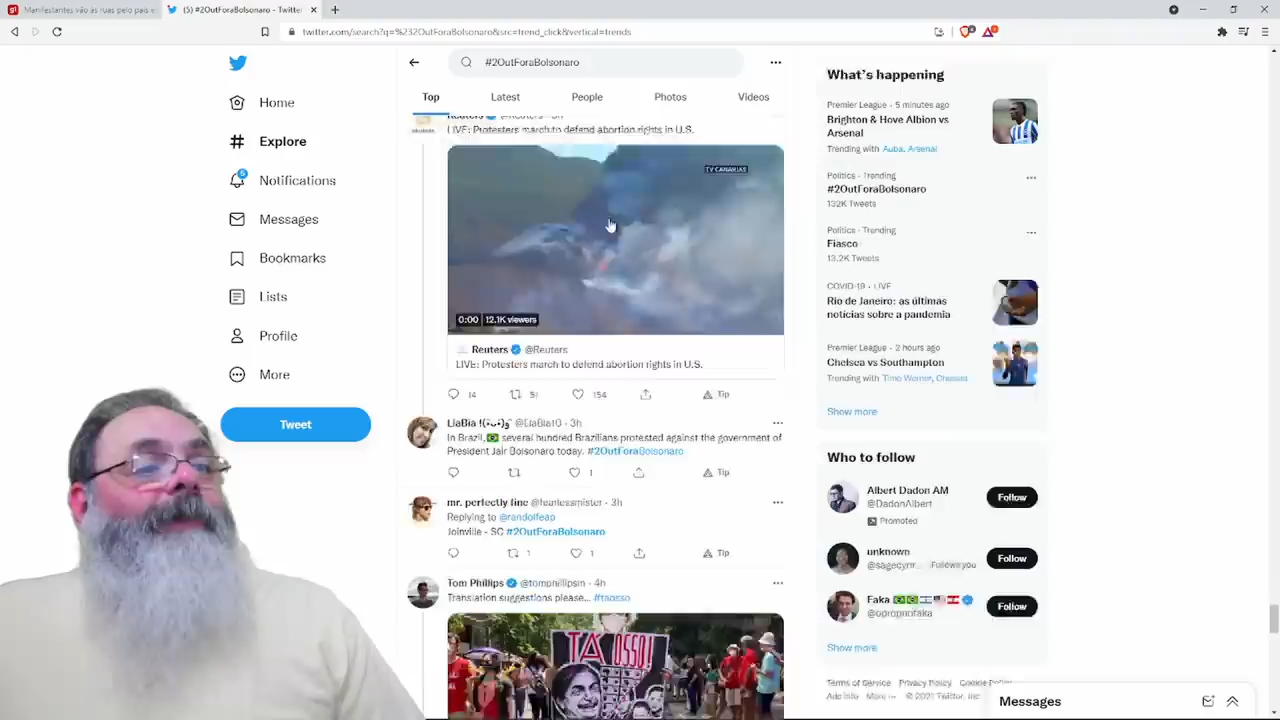 Manifestantes vão às ruas pelo país e
(5) #2OutForaBolsonaro - Twitter
twitter.com/search?q=%232OutForaBolsonaro&src=trend_click&vertical=trends
#2OutForaBolsonaro
Home
Explore
Notifications
Messages
Bookmarks
Lists
Profile
More
Tweet
Top
Latest
People
Photos
Videos
LIVE: Protesters march to defend abortion rights in U.S.
TV CANARIAS
0:00 | 12.1K viewers
Reuters @Reuters
LIVE: Protesters march to defend abortion rights in U.S.
14
154
Tip
3h
In Brazil, several hundred Brazilians protested against the government of
President Jair Bolsonaro today. #2OutForaBolsonaro
1
Tip
mr. perfectly fine · 3h
Replying to @randolfeap
Joinville - SC #2OutForaBolsonaro
1
1
Tip
Tom Phillips @tomphillipsin · 4h
Translation suggestions please...
TÁ
What's happening
Premier League · 5 minutes ago
Brighton & Hove Albion vs
Arsenal
Trending with Auba, Arsenal
Politics · Trending
#2OutForaBolsonaro
132K Tweets
Politics · Trending
Fiasco
13.2K Tweets
COVID-19 · LIVE
Rio de Janeiro: as últimas
notícias sobre a pandemia
Premier League · 2 hours ago
Chelsea vs Southampton
Trending with Timo Werner, Chelsea
Show more
Who to follow
Albert Dadon AM
@DadonAlbert
Promoted
Follow
unknown
Follows you
Follow
Faka
@oproprofaka
Follow
Show more
Terms of Service Privacy Policy Cookie Policy
Ads info More ··· © 2021 Twitter, Inc.
Messages